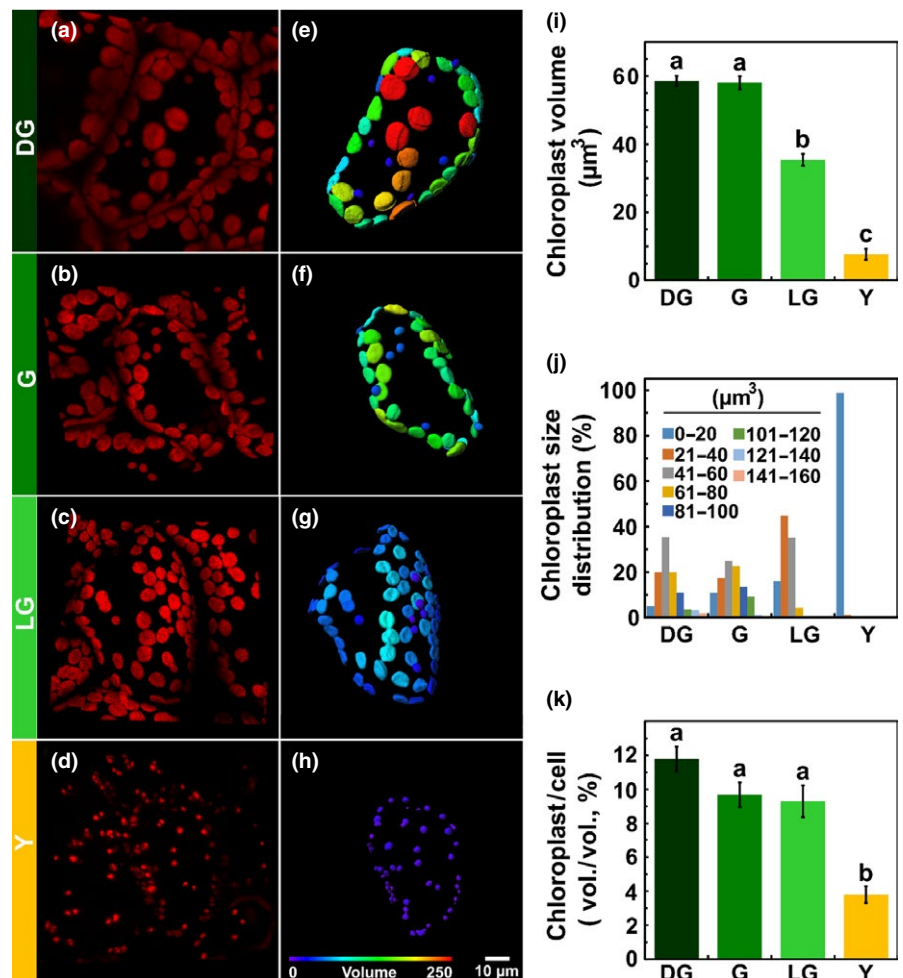 DG
(a)
(e)
G
(b)
(f)
LG
(c)
(g)
Y
(d)
(h)
0 Volume 250 10 µm
(i)
Chloroplast volume
(µm³)
60
40
20
0
a
a
b
c
DG G LG Y
(j)
Chloroplast size
distribution (%)
100
80
60
40
20
0
(µm³)
0–20 101–120
21–40 121–140
41–60 141–160
61–80
81–100
DG G LG Y
(k)
Chloroplast/cell
( vol./vol., %)
12
10
8
6
4
2
0
a
a
a
b
DG G LG Y